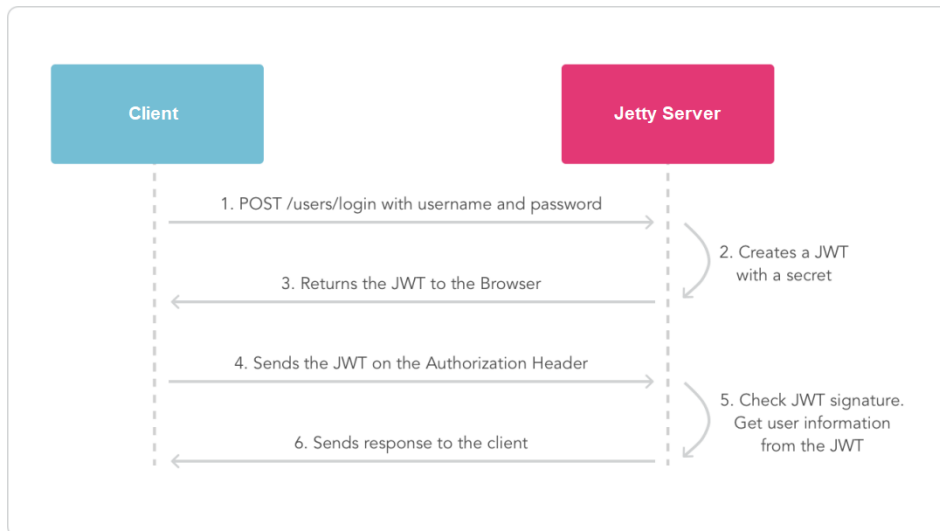 Client
Jetty Server
1. POST /users/login with username and password
2. Creates a JWT
with a secret
3. Returns the JWT to the Browser
4. Sends the JWT on the Authorization Header
5. Check JWT signature.
Get user information
from the JWT
6. Sends response to the client